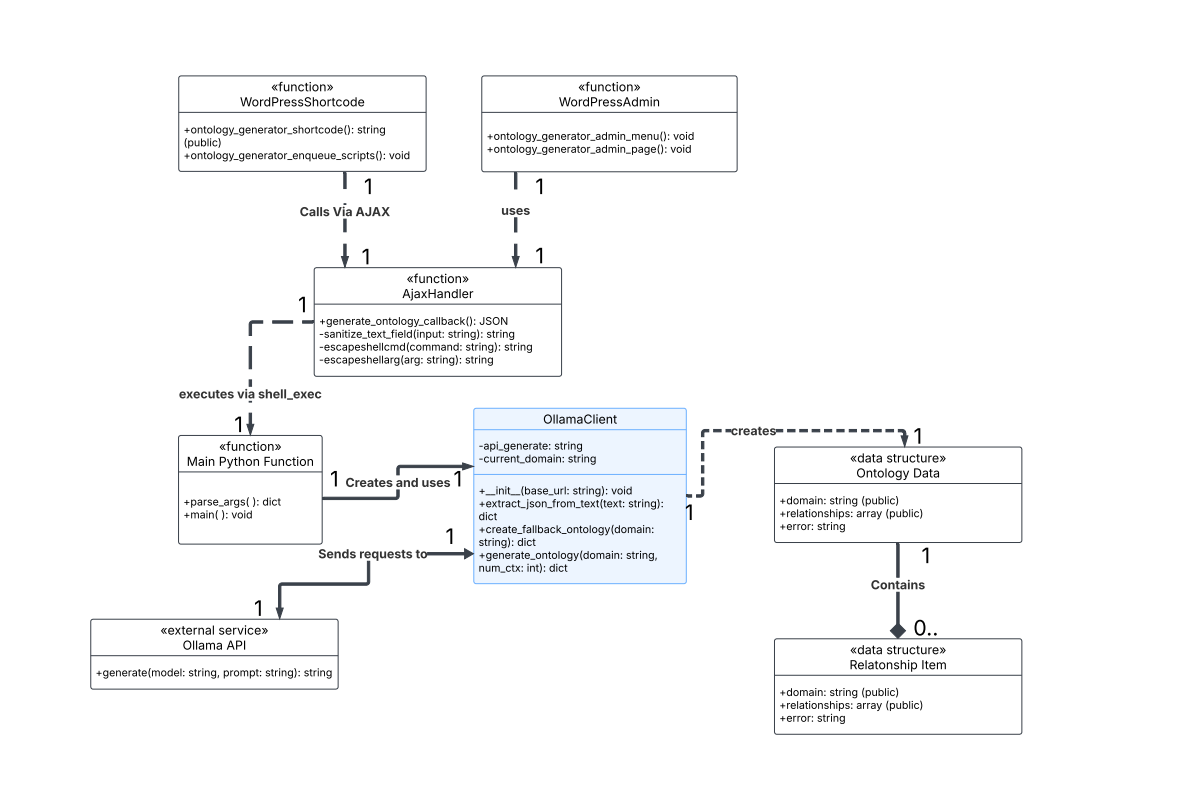 «function»
WordPressShortcode
+ontology_generator_shortcode(): string
(public)
+ontology_generator_enqueue_scripts(): void
«function»
WordPressAdmin
+ontology_generator_admin_menu(): void
+ontology_generator_admin_page(): void
1
Calls Via AJAX
1
1
uses
1
«function»
AjaxHandler
+generate_ontology_callback(): JSON
-sanitize_text_field(input: string): string
-escapeshellcmd(command: string): string
-escapeshellarg(arg: string): string
1
executes via shell_exec
1
«function»
Main Python Function
+parse_args( ): dict
+main( ): void
1
Creates and uses
1
OllamaClient
-api_generate: string
-current_domain: string
+__init__(base_url: string): void
+extract_json_from_text(text: string):
dict
+create_fallback_ontology(domain:
string): dict
+generate_ontology(domain: string,
num_ctx: int): dict
1
creates
1
«data structure»
Ontology Data
+domain: string (public)
+relationships: array (public)
+error: string
1
Sends requests to
1
«external service»
Ollama API
+generate(model: string, prompt: string): string
1
Contains
0..
«data structure»
Relatonship Item
+domain: string (public)
+relationships: array (public)
+error: string